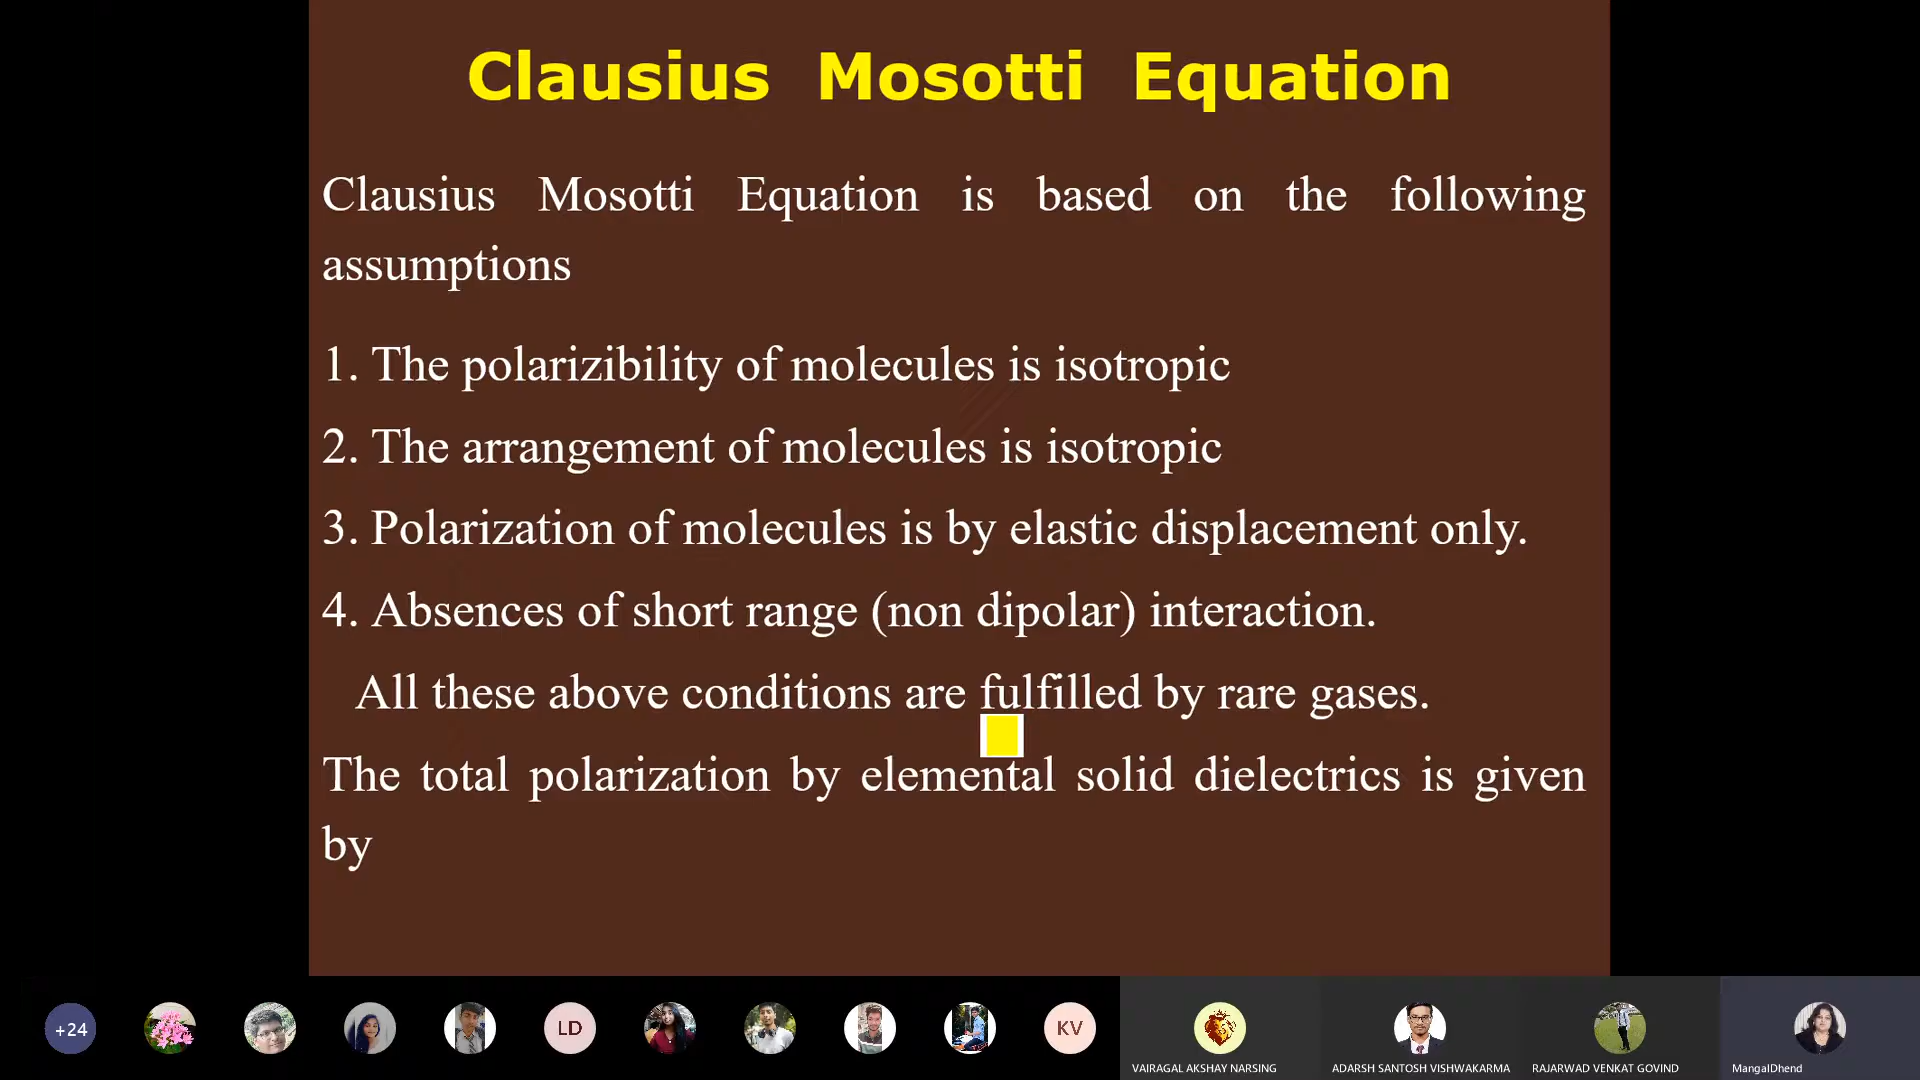 Clausius Mosotti Equation
Clausius Mosotti Equation is based on the following
assumptions
1. The polarizibility of molecules is isotropic
2. The arrangement of molecules is isotropic
3. Polarization of molecules is by elastic displacement only.
4. Absences of short range (non dipolar) interaction.
All these above conditions are fulfilled by rare gases.
The total polarization by elemental solid dielectrics is given
by
+24
LD
KV
VAIRAGAL AKSHAY NARSING
ADARSH SANTOSH VISHWAKARMA
RAJARWAD VENKAT GOVIND
MangalDhend